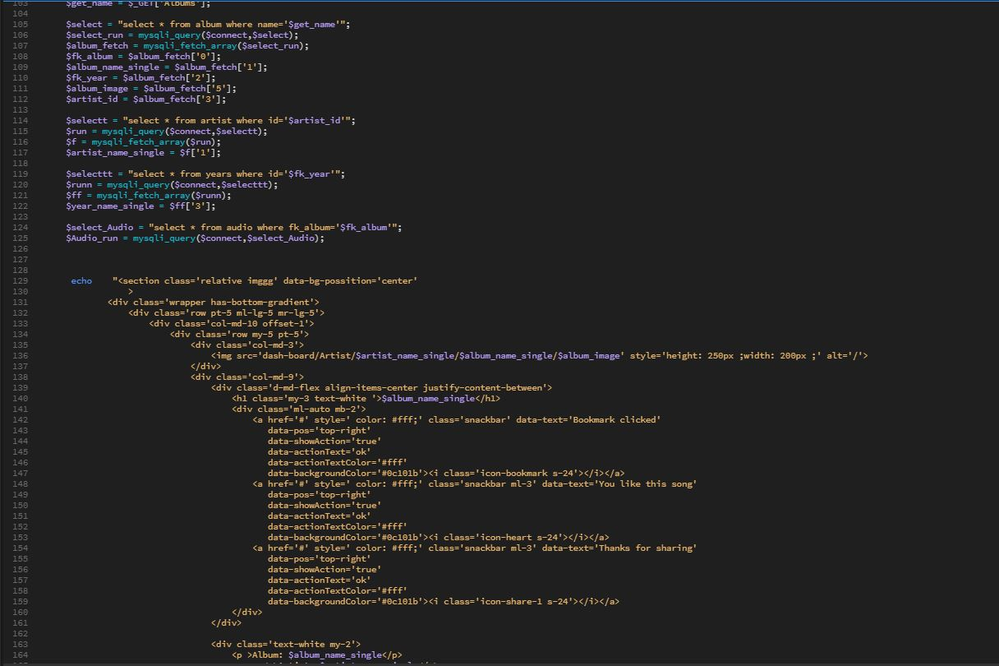 103 $get_name = $_GET['Albums'];
104
105 $select = "select * from album where name='$get_name'";
106 $select_run = mysqli_query($connect,$select);
107 $album_fetch = mysqli_fetch_array($select_run);
108 $fk_album = $album_fetch['0'];
109 $album_name_single = $album_fetch['1'];
110 $fk_year = $album_fetch['2'];
111 $album_image = $album_fetch['5'];
112 $artist_id = $album_fetch['3'];
113
114 $selectt = "select * from artist where id='$artist_id'";
115 $run = mysqli_query($connect,$selectt);
116 $f = mysqli_fetch_array($run);
117 $artist_name_single = $f['1'];
118
119 $selecttt = "select * from years where id='$fk_year'";
120 $runn = mysqli_query($connect,$selecttt);
121 $ff = mysqli_fetch_array($runn);
122 $year_name_single = $ff['3'];
123
124 $select_Audio = "select * from audio where fk_album='$fk_album'";
125 $Audio_run = mysqli_query($connect,$select_Audio);
126
127
128
129 echo "<section class='relative imggg' data-bg-possition='center'
130 >
131 <div class='wrapper has-bottom-gradient'>
132 <div class='row pt-5 ml-lg-5 mr-lg-5'>
133 <div class='col-md-10 offset-1'>
134 <div class='row my-5 pt-5'>
135 <div class='col-md-3'>
136 <img src='dash-board/Artist/$artist_name_single/$album_name_single/$album_image' style='height: 250px ;width: 200px ;' alt='/'>
137 </div>
138 <div class='col-md-9'>
139 <div class='d-md-flex align-items-center justify-content-between'>
140 <h1 class='my-3 text-white '>$album_name_single</h1>
141 <div class='ml-auto mb-2'>
142 <a href='#' style=' color: #fff;' class='snackbar' data-text='Bookmark clicked'
143 data-pos='top-right'
144 data-showAction='true'
145 data-actionText='ok'
146 data-actionTextColor='#fff'
147 data-backgroundColor='#0c101b'><i class='icon-bookmark s-24'></i></a>
148 <a href='#' style=' color: #fff;' class='snackbar ml-3' data-text='You like this song'
149 data-pos='top-right'
150 data-showAction='true'
151 data-actionText='ok'
152 data-actionTextColor='#fff'
153 data-backgroundColor='#0c101b'><i class='icon-heart s-24'></i></a>
154 <a href='#' style=' color: #fff;' class='snackbar ml-3' data-text='Thanks for sharing'
155 data-pos='top-right'
156 data-showAction='true'
157 data-actionText='ok'
158 data-actionTextColor='#fff'
159 data-backgroundColor='#0c101b'><i class='icon-share-1 s-24'></i></a>
160 </div>
161 </div>
162
163 <div class='text-white my-2'>
164 <p >Album: $album_name_single</p>